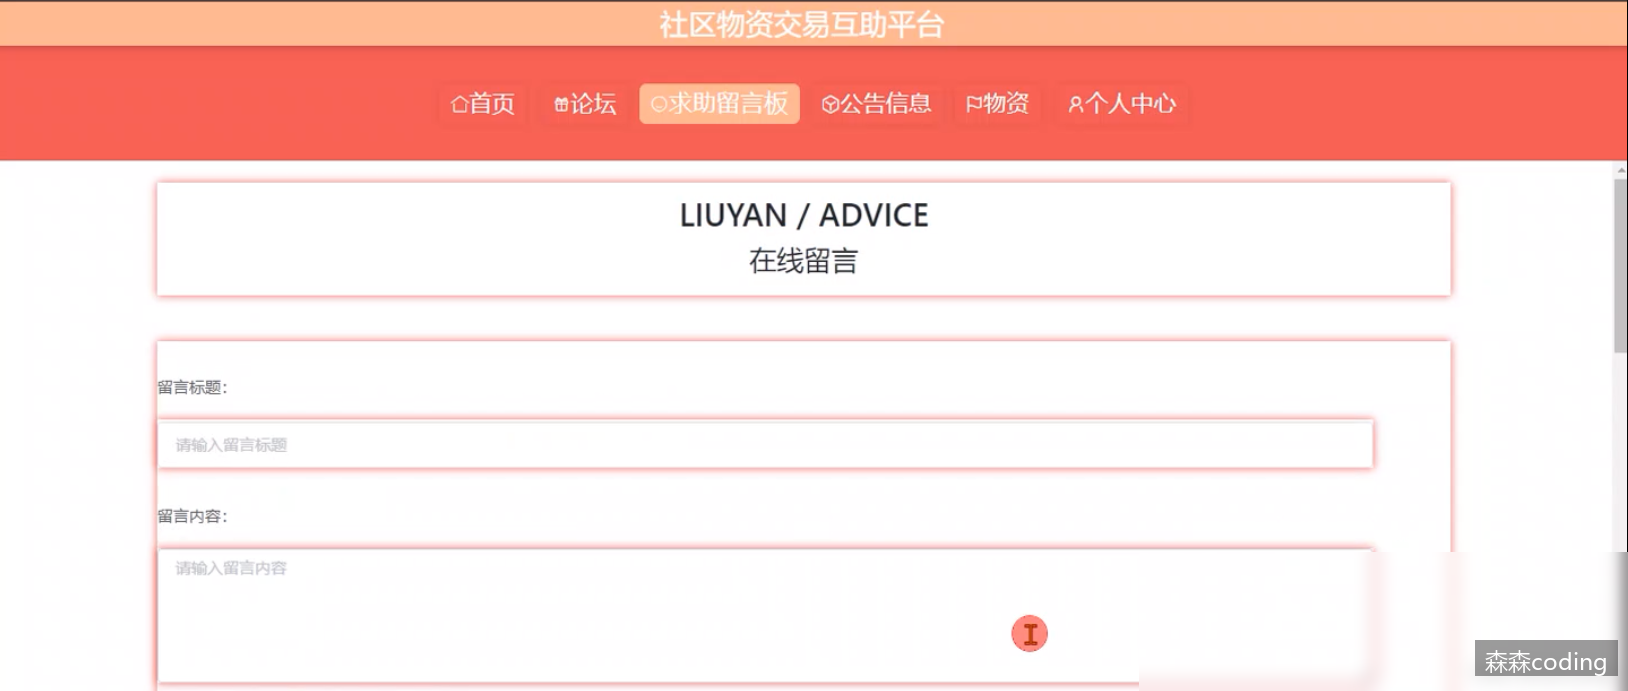 社区物资交易互助平台
首页 论坛 求助留言板 公告信息 物资 个人中心
LIUYAN / ADVICE
在线留言
留言标题：
请输入留言标题
留言内容：
请输入留言内容
森森coding